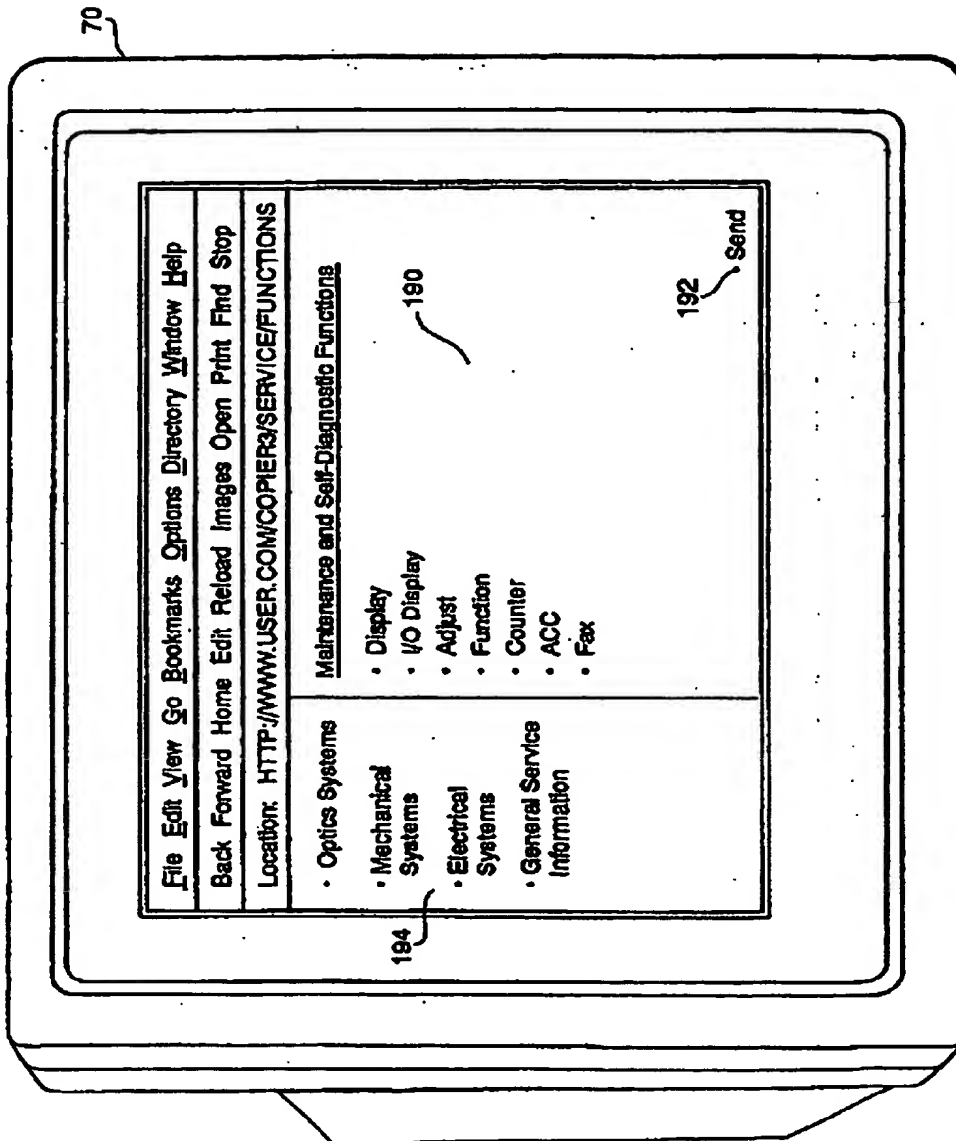 70
File Edit View Go Bookmarks Options Directory Window Help
Back Forward Home Edit Reload Images Open Print Find Stop
Location: HTTP://WWW.USER.COM/COPIER3/SERVICE/FUNCTIONS
• Optics Systems
• Mechanical
Systems
• Electrical
Systems
• General Service
Information
194
Maintenance and Self-Diagnostic Functions
• Display
• I/O Display
• Adjust
• Function
• Counter
• ACC
• Fax
190
192
• Send